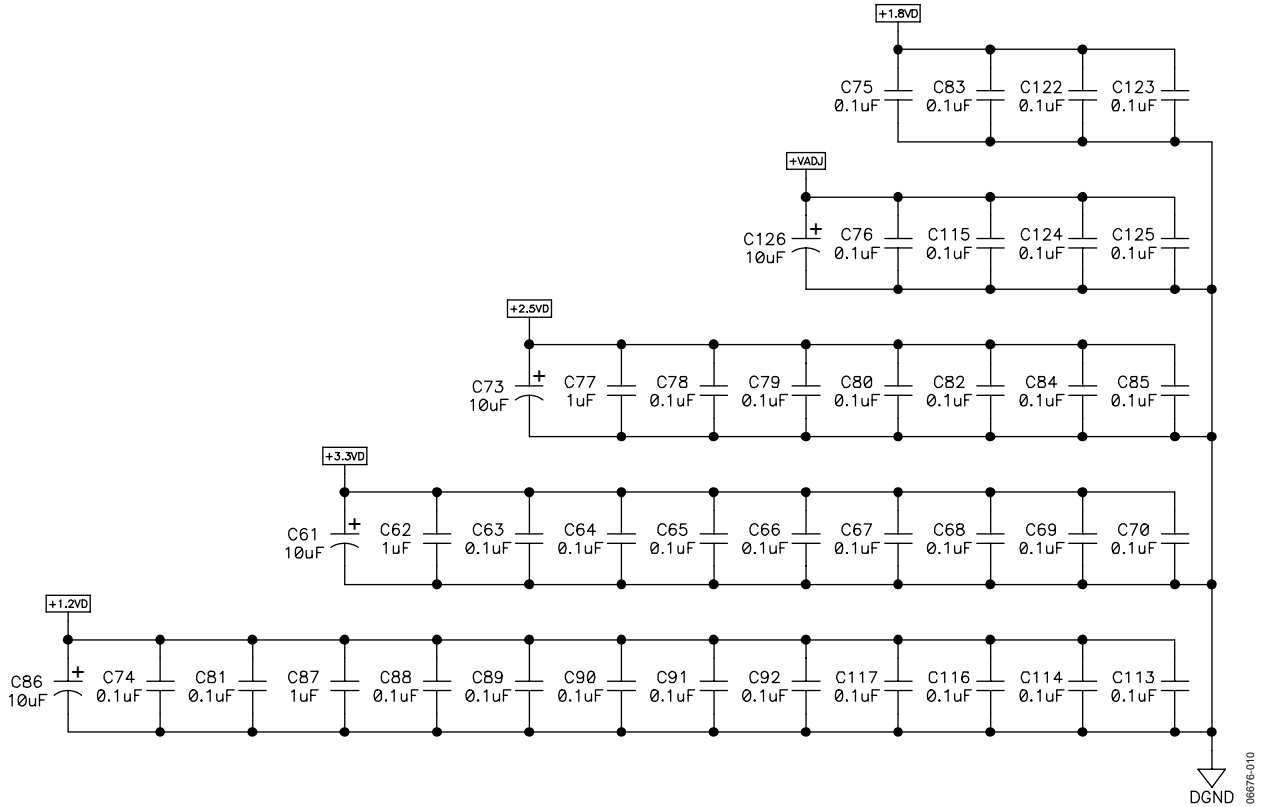 +1.8VD
C75 C83 C122 C123
0.1uF 0.1uF 0.1uF 0.1uF
+VADJ
+
C126 C76 C115 C124 C125
10uF 0.1uF 0.1uF 0.1uF 0.1uF
+2.5VD
+
C73 C77 C78 C79 C80 C82 C84 C85
10uF 1uF 0.1uF 0.1uF 0.1uF 0.1uF 0.1uF 0.1uF
+3.3VD
+
C61 C62 C63 C64 C65 C66 C67 C68 C69 C70
10uF 1uF 0.1uF 0.1uF 0.1uF 0.1uF 0.1uF 0.1uF 0.1uF 0.1uF
+1.2VD
+
C86 C74 C81 C87 C88 C89 C90 C91 C92 C117 C116 C114 C113
10uF 0.1uF 0.1uF 1uF 0.1uF 0.1uF 0.1uF 0.1uF 0.1uF 0.1uF 0.1uF 0.1uF 0.1uF
DGND
06676-010